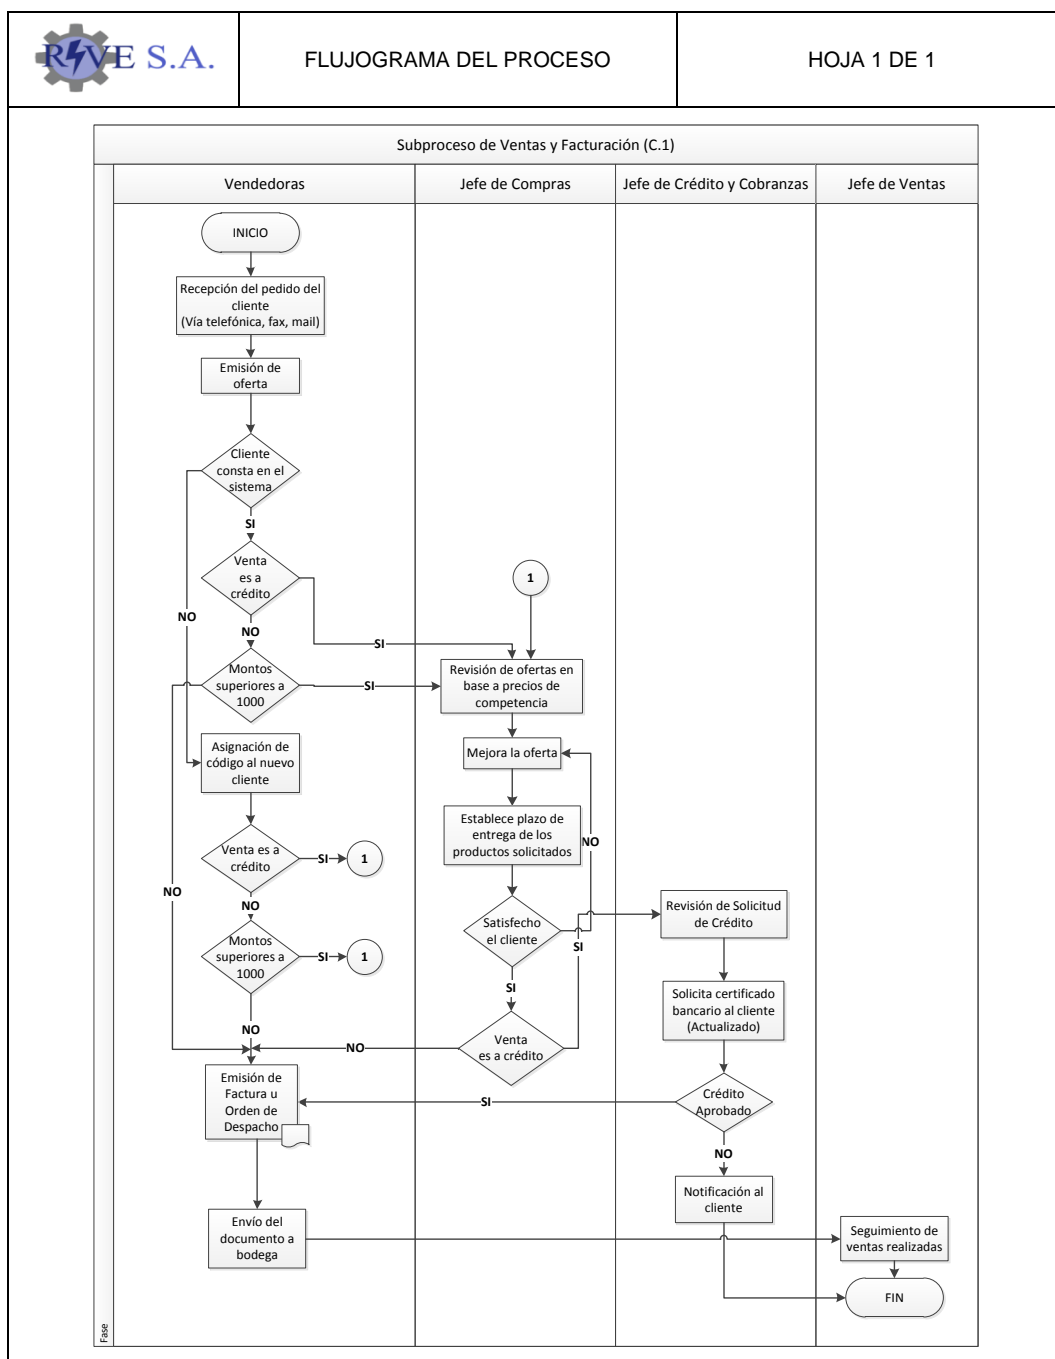 RIVE S.A.
FLUJOGRAMA DEL PROCESO
HOJA 1 DE 1
Subproceso de Ventas y Facturación (C.1)
Vendedoras
Jefe de Compras
Jefe de Crédito y Cobranzas
Jefe de Ventas
INICIO
Recepción del pedido del
cliente
(Vía telefónica, fax, mail)
Emisión de
oferta
Cliente
consta en el
sistema
SI
Venta
es a
crédito
1
NO
NO
SI
Montos
superiores a
1000
SI
Revisión de ofertas en
base a precios de
competencia
Asignación de
código al nuevo
cliente
Mejora la oferta
Establece plazo de
entrega de los
productos solicitados
NO
Venta es a
crédito
SI
1
NO
NO
Revisión de Solicitud
de Crédito
Satisfecho
el cliente
SI
Montos
superiores a
1000
SI
1
SI
Solicita certificado
bancario al cliente
(Actualizado)
NO
Venta
es a crédito
NO
Emisión de
Factura u
Orden de
Despacho
SI
Crédito
Aprobado
NO
Notificación al
cliente
Envío del
documento a
bodega
Seguimiento de
ventas realizadas
FIN
Fase